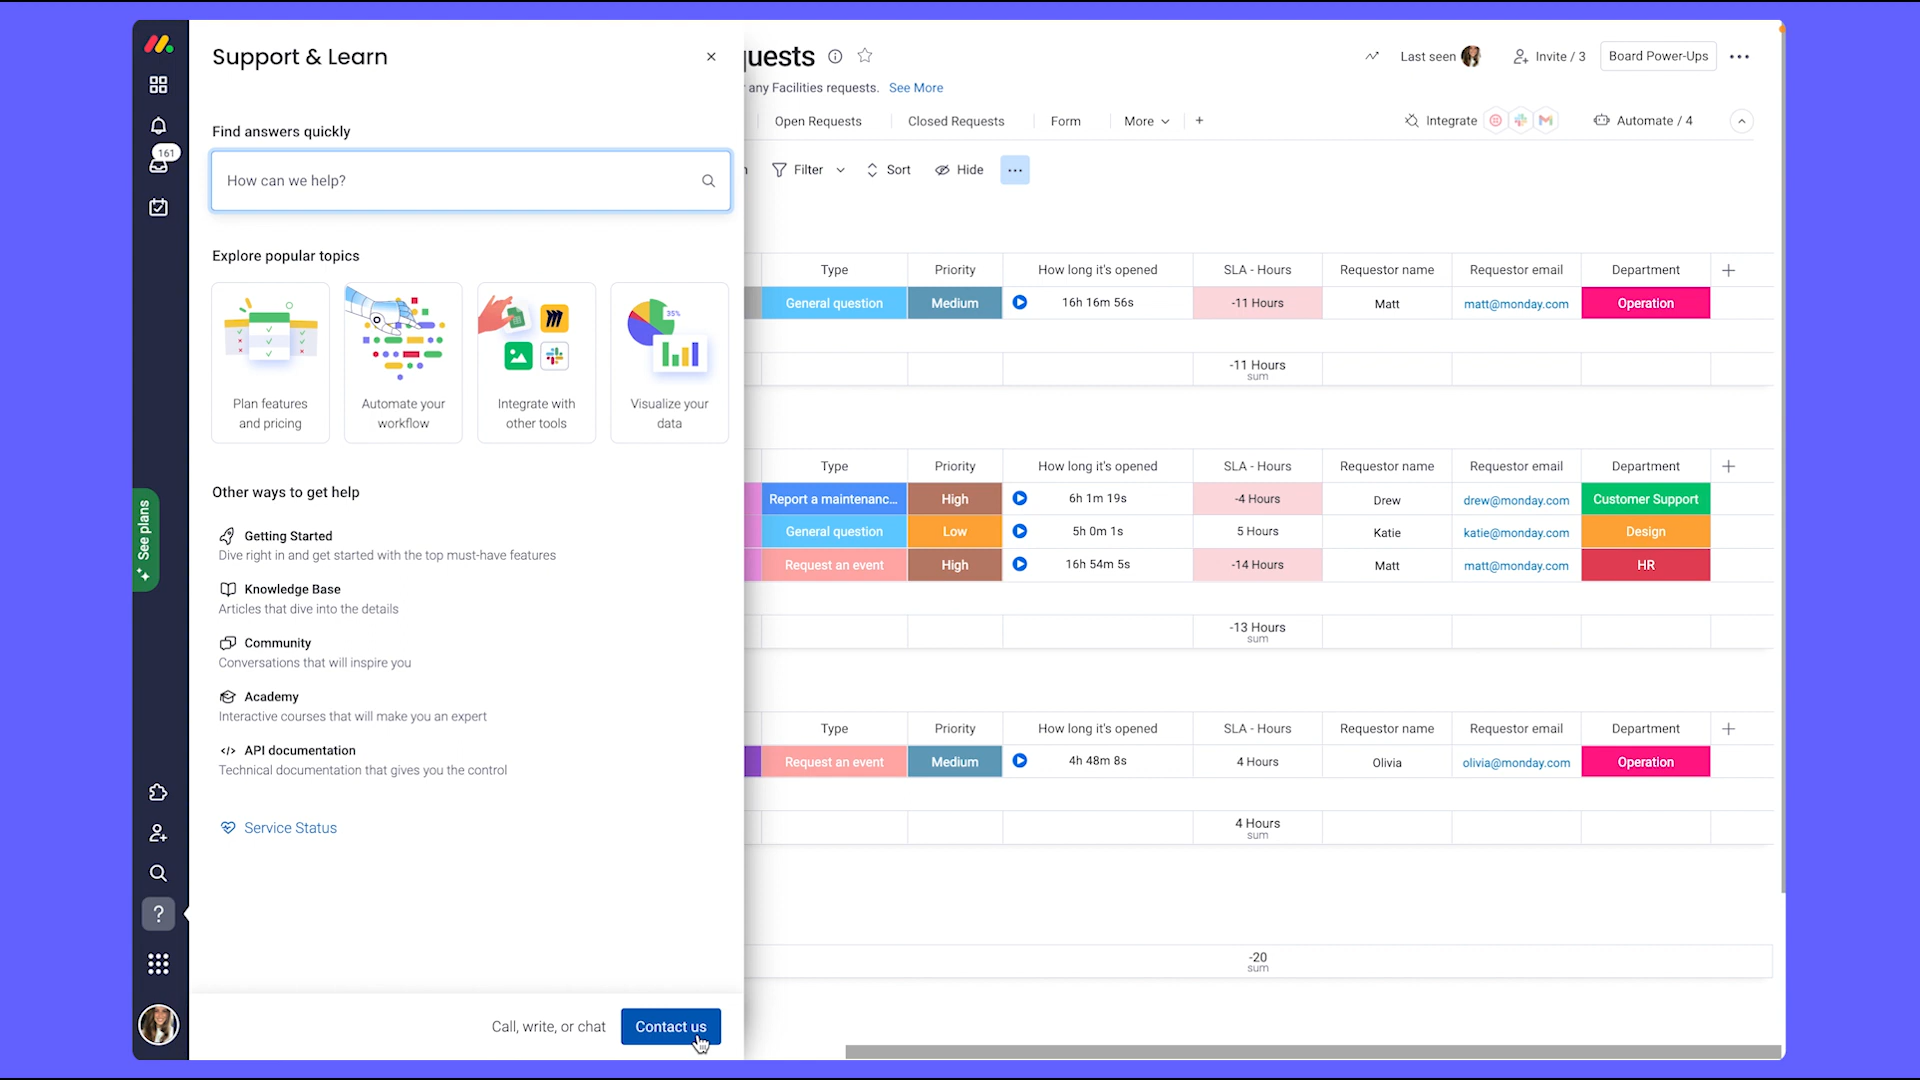 Support & Learn
Find answers quickly
How can we help?
Explore popular topics
35%
Plan features
and pricing
Automate your
workflow
Integrate with
other tools
Visualize your
data
Other ways to get help
Getting Started
Dive right in and get started with the top must-have features
Knowledge Base
Articles that dive into the details
Community
Conversations that will inspire you
Academy
Interactive courses that will make you an expert
</> API documentation
Technical documentation that gives you the control
Service Status
Call, write, or chat
Contact us
161
See plans
?
quests
Last seen
Invite / 3
Board Power-Ups
any Facilities requests. See More
Open Requests
Closed Requests
Form
More
+
Integrate
Automate / 4
Filter
Sort
Hide
Type Priority How long it's opened SLA - Hours Requestor name Requestor email Department +
General question Medium 16h 16m 56s -11 Hours Matt matt@monday.com Operation
-11 Hours
sum
Type Priority How long it's opened SLA - Hours Requestor name Requestor email Department +
Report a maintenanc... High 6h 1m 19s -4 Hours Drew drew@monday.com Customer Support
General question Low 5h 0m 1s 5 Hours Katie katie@monday.com Design
Request an event High 16h 54m 5s -14 Hours Matt matt@monday.com HR
-13 Hours
sum
Type Priority How long it's opened SLA - Hours Requestor name Requestor email Department +
Request an event Medium 4h 48m 8s 4 Hours Olivia olivia@monday.com Operation
4 Hours
sum
-20
sum